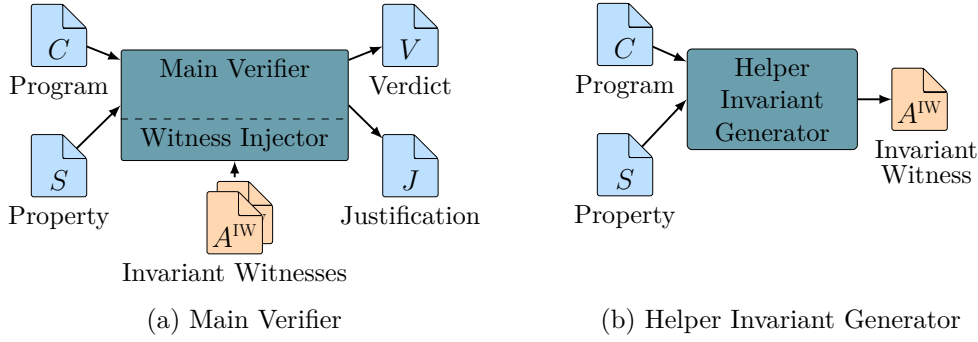 C
Program
S
Property
Main Verifier
Witness Injector
V
Verdict
J
Justification
A^IW
Invariant Witnesses
(a) Main Verifier
C
Program
S
Property
Helper
Invariant
Generator
A^IW
Invariant
Witness
(b) Helper Invariant Generator